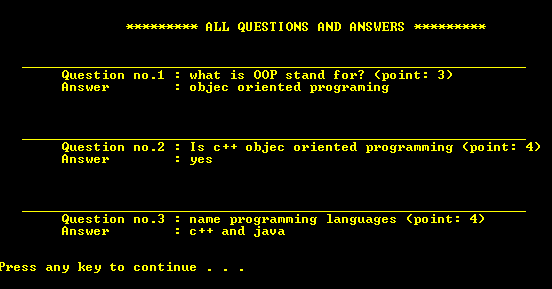 ********* ALL QUESTIONS AND ANSWERS *********
Question no.1 : what is OOP stand for? (point: 3)
Answer : objec oriented programing
Question no.2 : Is c++ objec oriented programming (point: 4)
Answer : yes
Question no.3 : name programming languages (point: 4)
Answer : c++ and java
Press any key to continue . . .